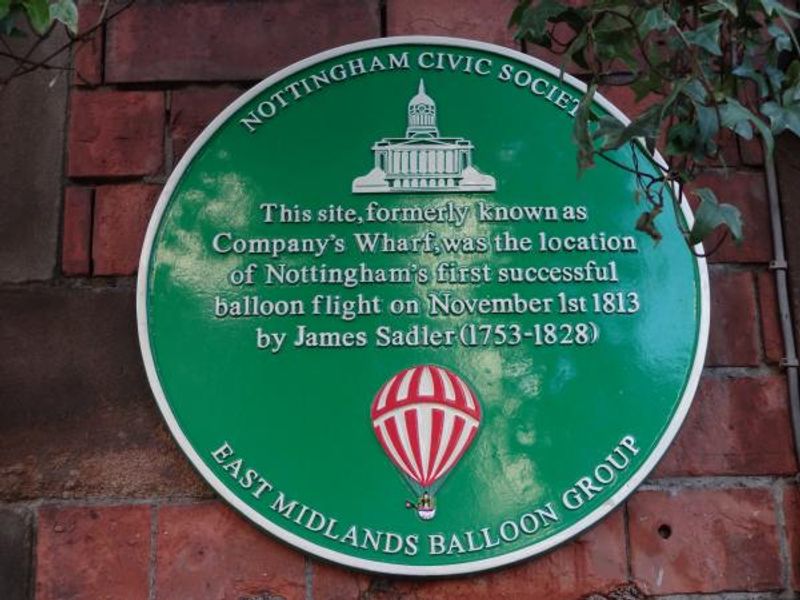 NOTTINGHAM CIVIC SOCIETY
This site, formerly known as
Company's Wharf, was the location
of Nottingham's first successful
balloon flight on November 1st 1813
by James Sadler (1753-1828)
EAST MIDLANDS BALLOON GROUP